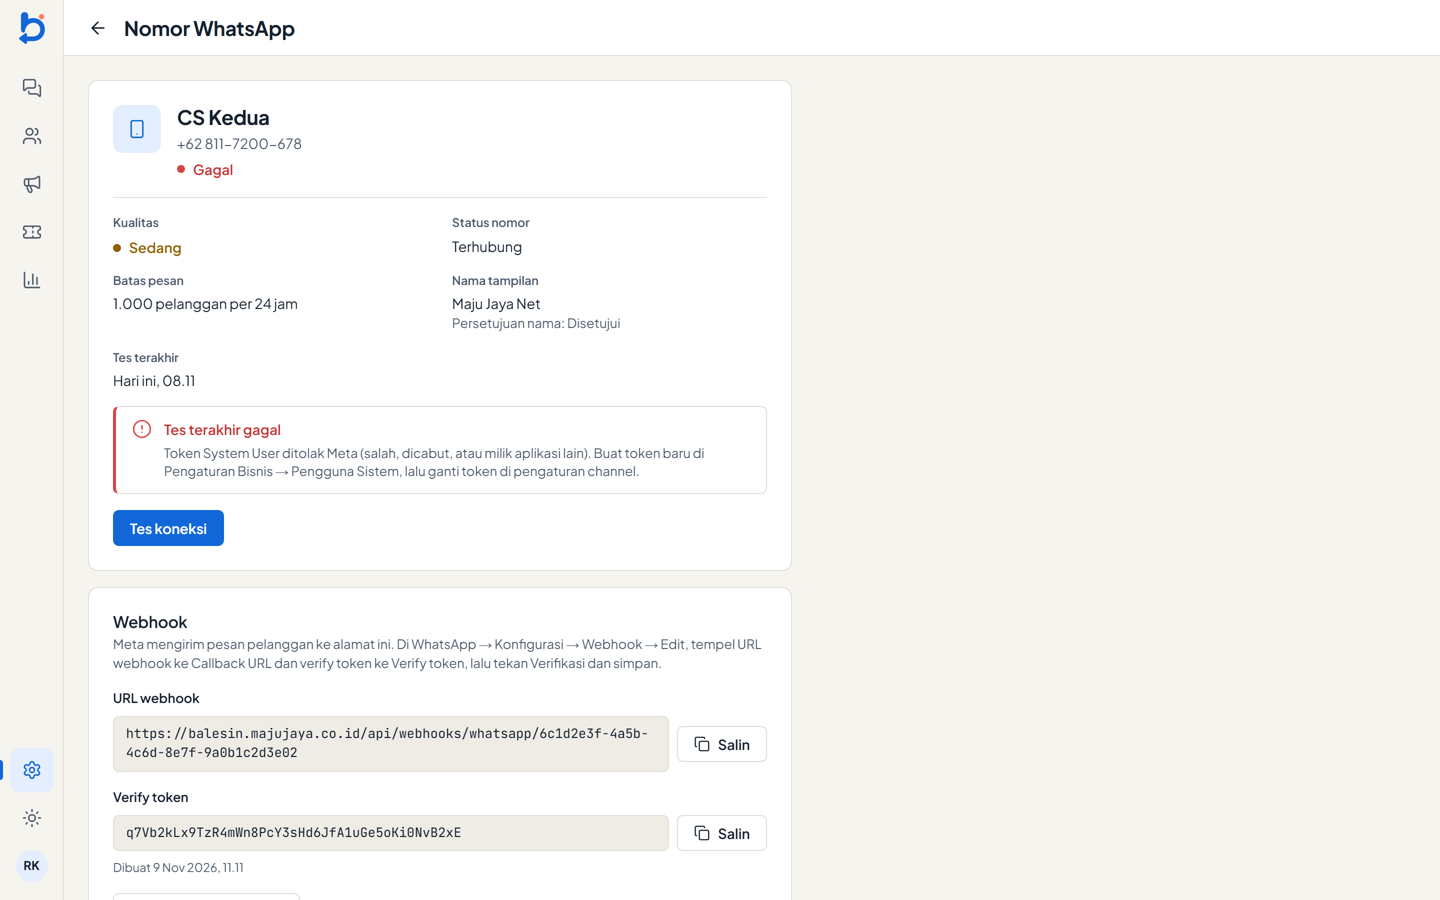 Nomor WhatsApp
CS Kedua
+62 811-7200-678
Gagal
Kualitas
Sedang
Status nomor
Terhubung
Batas pesan
1.000 pelanggan per 24 jam
Nama tampilan
Maju Jaya Net
Persetujuan nama: Disetujui
Tes terakhir
Hari ini, 08.11
Tes terakhir gagal
Token System User ditolak Meta (salah, dicabut, atau milik aplikasi lain). Buat token baru di
Pengaturan Bisnis → Pengguna Sistem, lalu ganti token di pengaturan channel.
Tes koneksi
Webhook
Meta mengirim pesan pelanggan ke alamat ini. Di WhatsApp → Konfigurasi → Webhook → Edit, tempel URL
webhook ke Callback URL dan verify token ke Verify token, lalu tekan Verifikasi dan simpan.
URL webhook
https://balesin.majujaya.co.id/api/webhooks/whatsapp/6c1d2e3f-4a5b-
4c6d-8e7f-9a0b1c2d3e02
Salin
Verify token
q7Vb2kLx9TzR4mWn8PcY3sHd6JfA1uGe5oKi0NvB2xE
Salin
Dibuat 9 Nov 2026, 11.11
RK